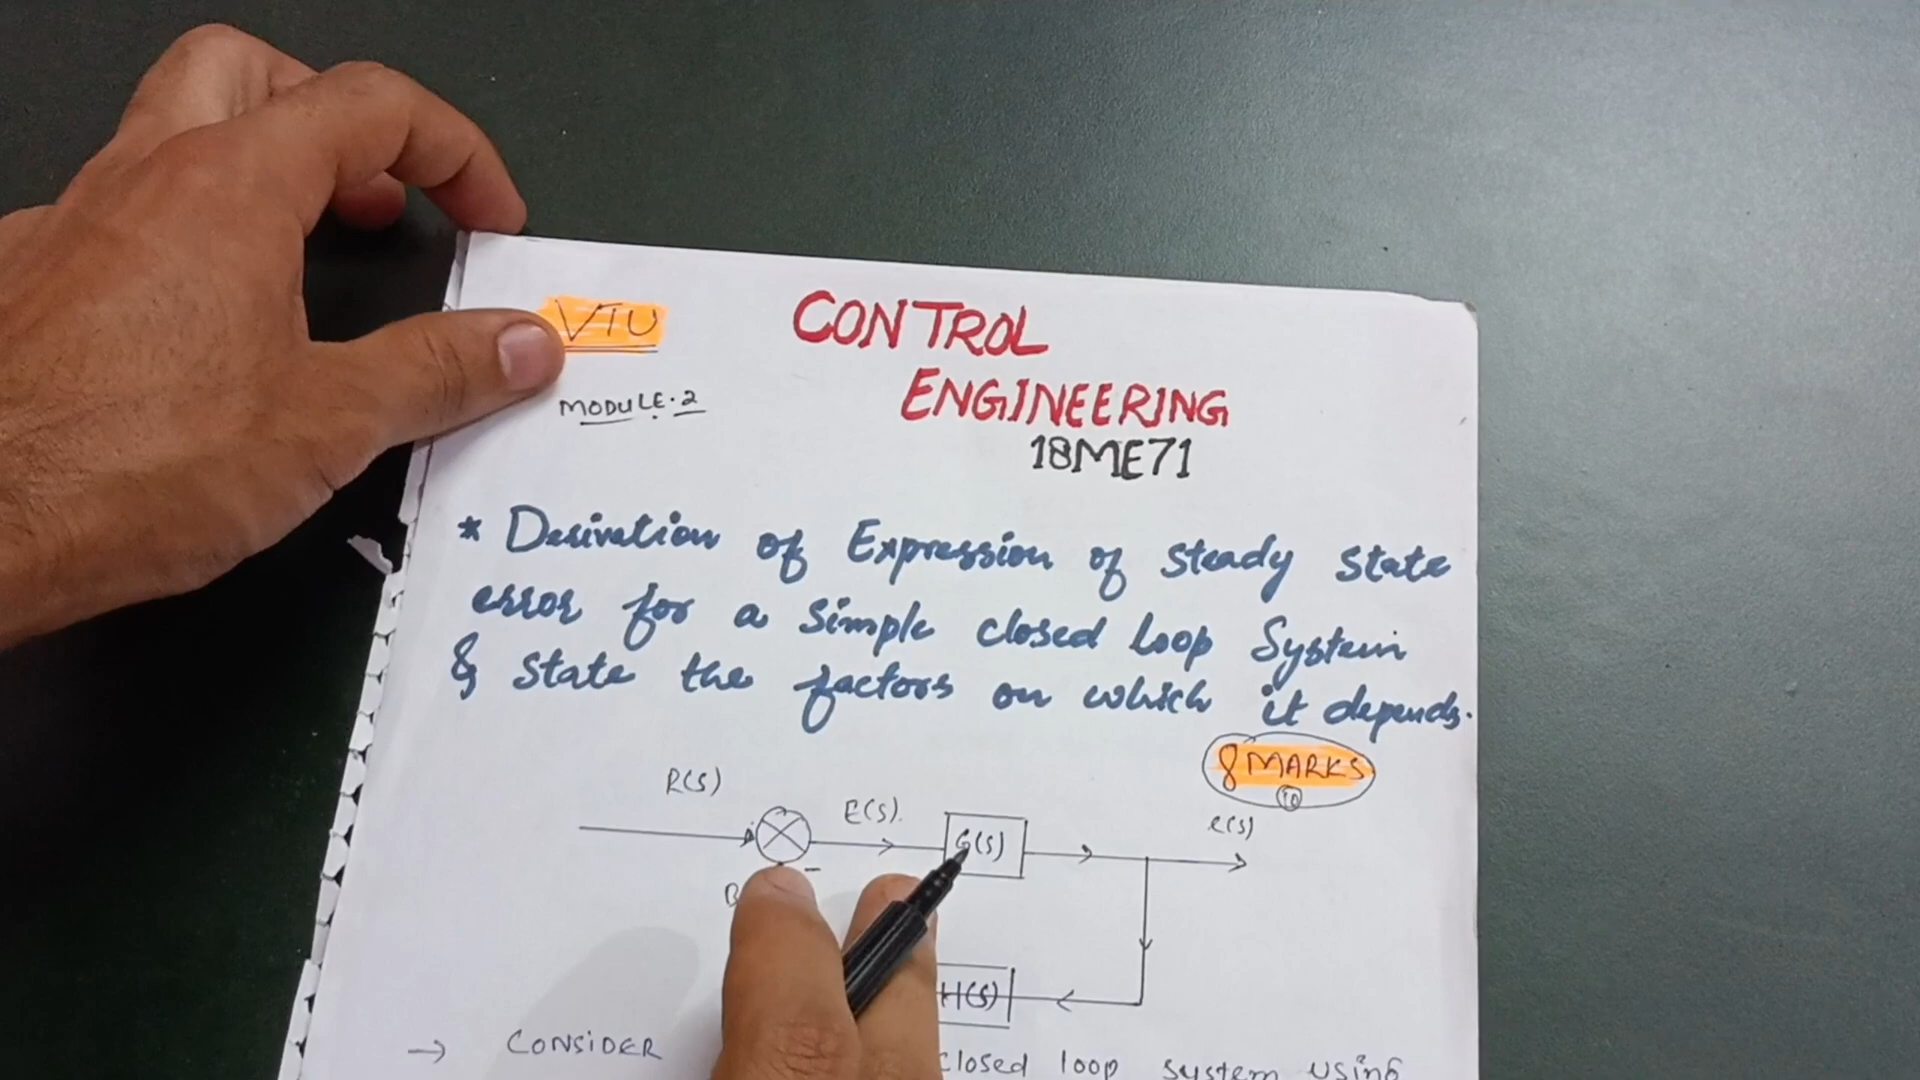 VTU
CONTROL
MODULE.2
ENGINEERING
18ME71
* Derivation of Expression of steady state
error for a simple closed loop System
& state the factors on which it depends.
8 MARKS
10
R(S)
E(S).
G(S)
C(S)
-
B
H(S)
→ CONSIDER closed loop system using